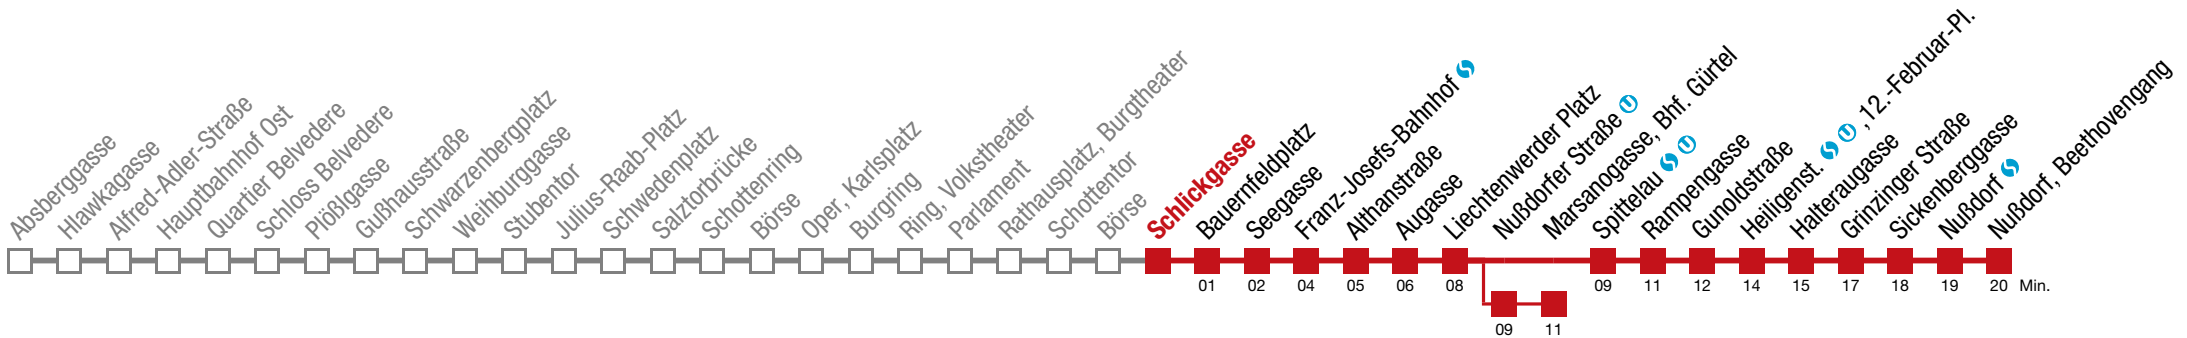 Absberggasse
Hlawkagasse
Alfred-Adler-Straße
Hauptbahnhof Ost
Quartier Belvedere
Schloss Belvedere
Plößlgasse
Gußhausstraße
Schwarzenbergplatz
Weihburggasse
Stubentor
Julius-Raab-Platz
Schwedenplatz
Salztorbrücke
Schottenring
Börse
Oper, Karlsplatz
Burgring
Ring, Volkstheater
Parlament
Rathausplatz, Burgtheater
Schottentor
Börse
Schlickgasse
Bauernfeldplatz
Seegasse
Franz-Josefs-Bahnhof S
Althanstraße
Augasse
Liechtenwerder Platz
Nußdorfer Straße U
Marsanogasse, Bhf. Gürtel
Spittelau S U
Rampengasse
Gunoldstraße
Heiligenst. S U , 12.-Februar-Pl.
Halteraugasse
Grinzinger Straße
Sickenberggasse
Nußdorf S
Nußdorf, Beethovengang
01 02 04 05 06 08 09 11 12 14 15 17 18 19 20 Min.
09 11